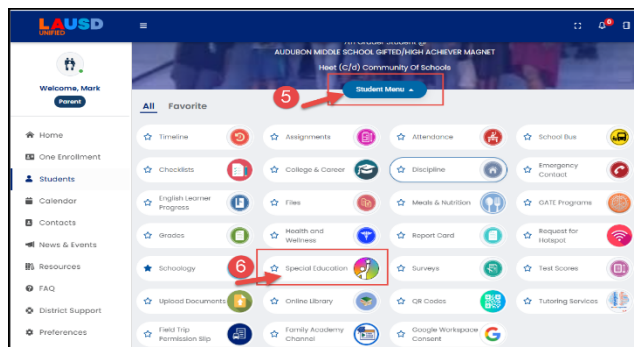 LAUSD
UNIFIED
7th Grader Student @
AUDUBON MIDDLE SCHOOL GIFTED/HIGH ACHIEVER MAGNET
Heet (C/d) Community Of Schools
5
Student Menu
Welcome, Mark
Parent
Home
One Enrollment
Students
Calendar
Contacts
News & Events
Resources
FAQ
District Support
Preferences
All Favorite
Timeline
Assignments
Attendance
School Bus
Checklists
College & Career
Discipline
Emergency
Contact
English Learner
Progress
Files
Meals & Nutrition
GATE Programs
Grades
Health and
Wellness
Report Card
Request for
Hotspot
Schoology
6
Special Education
Surveys
Test Scores
Upload Documents
Online Library
QR Codes
Tutoring Services
Field Trip
Permission Slip
Family Academy
Channel
Google Workspace
Consent